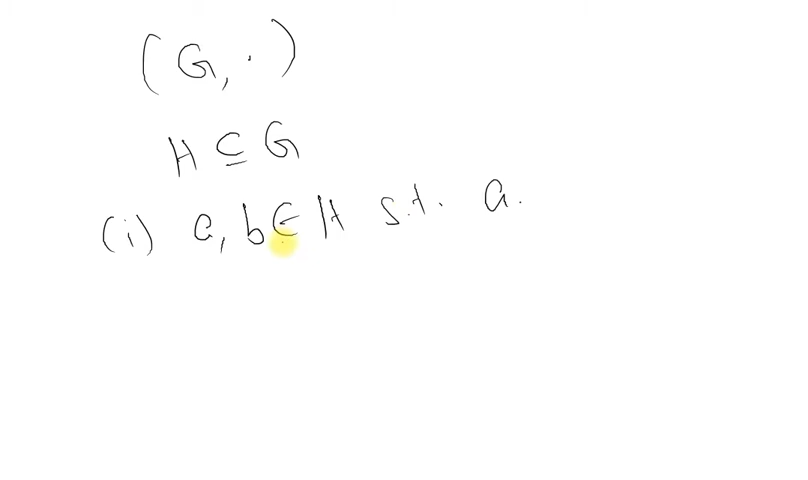 (G, ·)
H ⊆ G
(i) a, b ∈ H s.t. a.